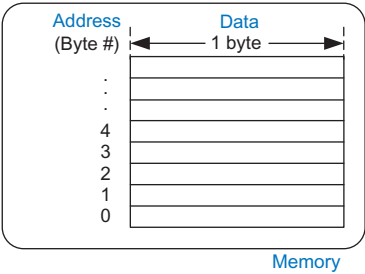 Address Data
(Byte #) 1 byte
.
.
.
4
3
2
1
0
Memory